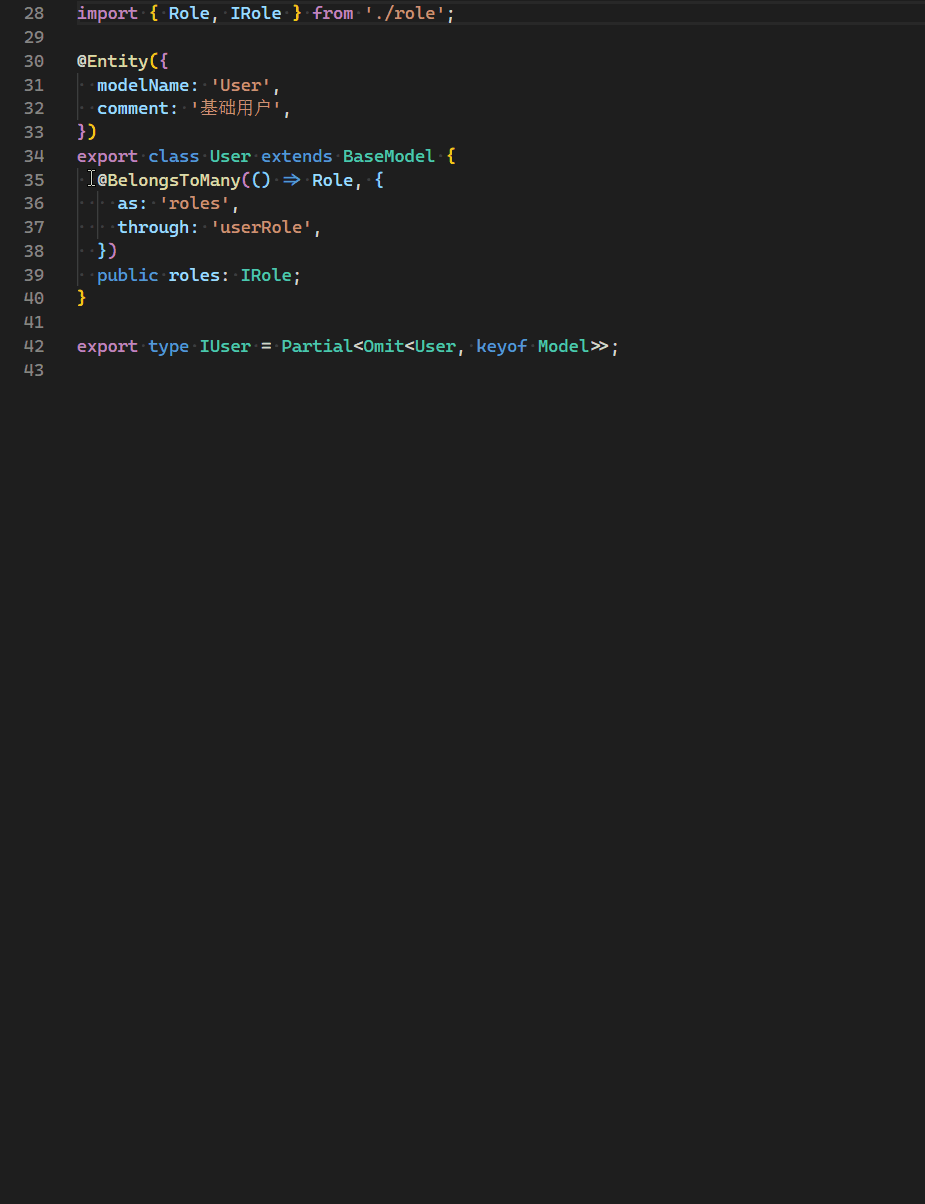 28 import { Role, IRole } from './role';
29
30 @Entity({
31   modelName: 'User',
32   comment: '基础用户',
33 })
34 export class User extends BaseModel {
35   @BelongsToMany(() => Role, {
36     as: 'roles',
37     through: 'userRole',
38   })
39   public roles: IRole;
40 }
41
42 export type IUser = Partial<Omit<User, keyof Model>>;
43